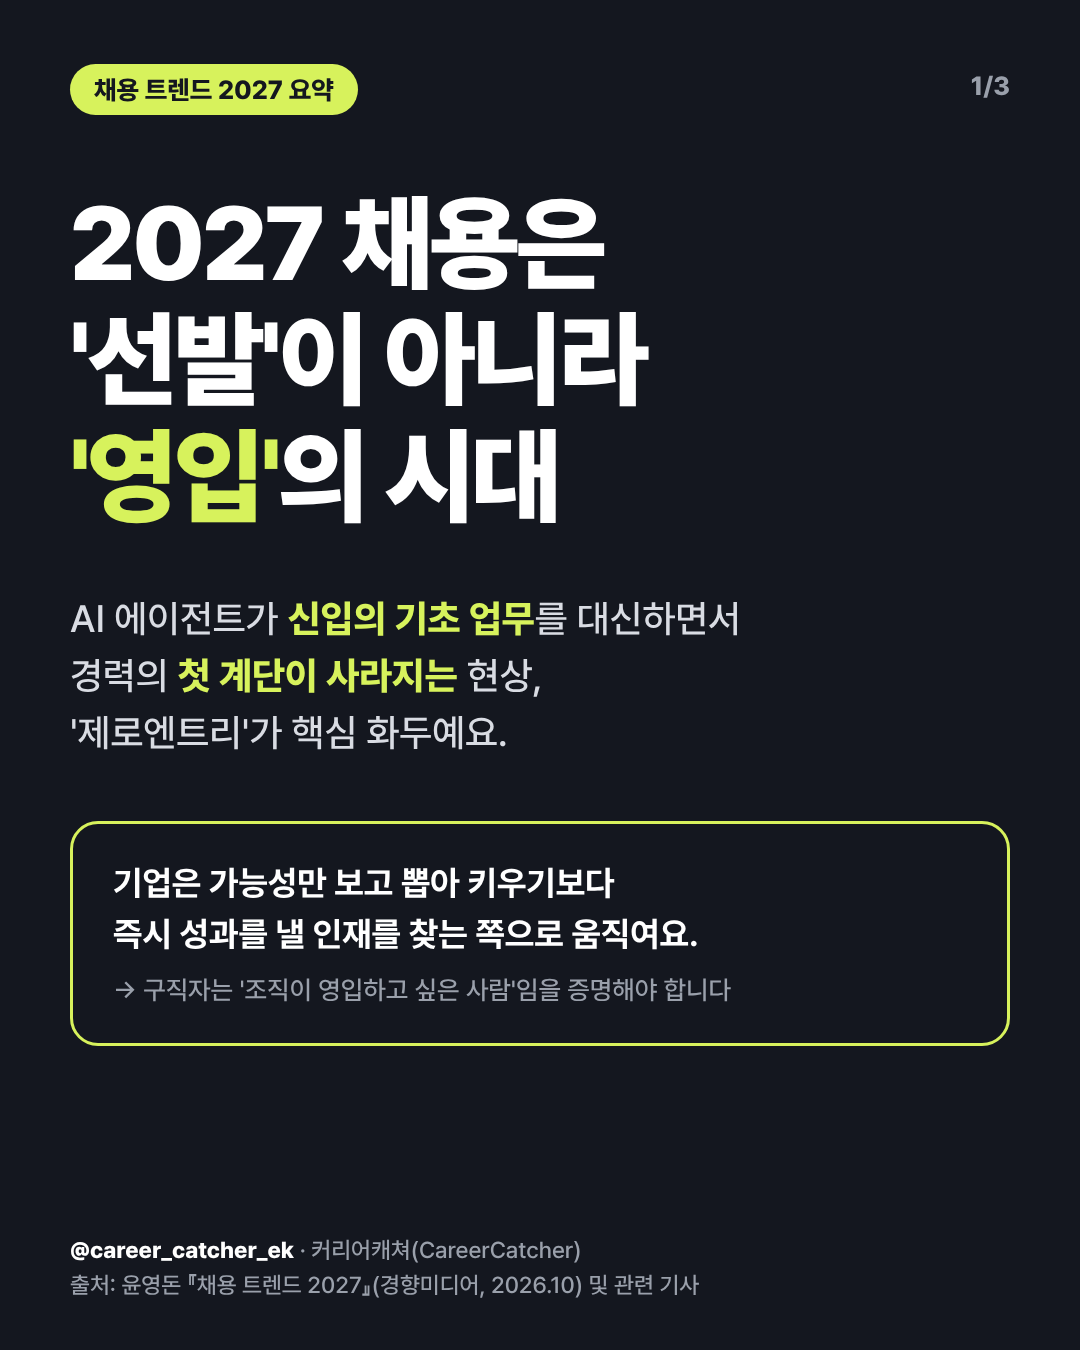 채용 트렌드 2027 요약
1/3
2027 채용은
'선발'이 아니라
'영입'의 시대
AI 에이전트가 신입의 기초 업무를 대신하면서
경력의 첫 계단이 사라지는 현상,
'제로엔트리'가 핵심 화두예요.
기업은 가능성만 보고 뽑아 키우기보다
즉시 성과를 낼 인재를 찾는 쪽으로 움직여요.
→ 구직자는 '조직이 영입하고 싶은 사람'임을 증명해야 합니다
@career_catcher_ek · 커리어캐쳐(CareerCatcher)
출처: 윤영돈 『채용 트렌드 2027』(경향미디어, 2026.10) 및 관련 기사